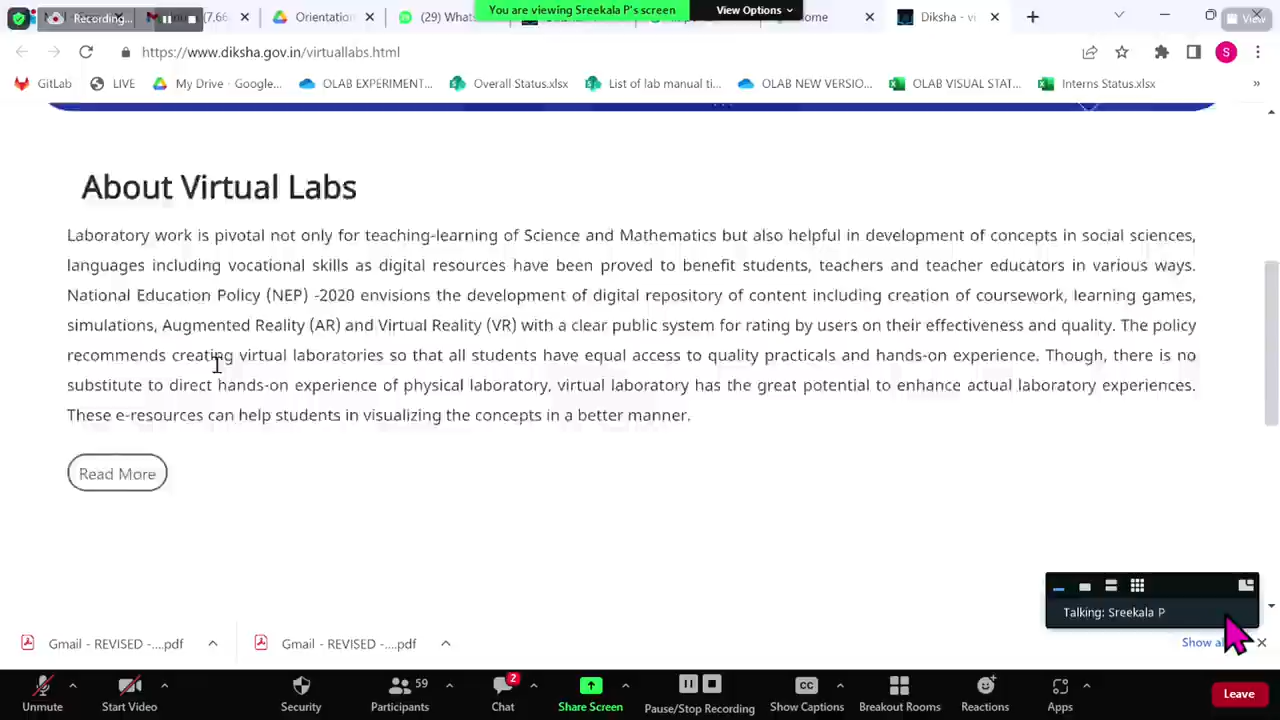 Recording...
(7.66
Orientation
(29) What
You are viewing Sreekala P's screen
View Options
ome
Diksha - vi
View
https://www.diksha.gov.in/virtuallabs.html
S
GitLab
LIVE
My Drive - Google...
OLAB EXPERIMENT...
Overall Status.xlsx
List of lab manual ti...
OLAB NEW VERSIO...
OLAB VISUAL STAT...
Interns Status.xlsx
»
About Virtual Labs
Laboratory work is pivotal not only for teaching-learning of Science and Mathematics but also helpful in development of concepts in social sciences,
languages including vocational skills as digital resources have been proved to benefit students, teachers and teacher educators in various ways.
National Education Policy (NEP) -2020 envisions the development of digital repository of content including creation of coursework, learning games,
simulations, Augmented Reality (AR) and Virtual Reality (VR) with a clear public system for rating by users on their effectiveness and quality. The policy
recommends creating virtual laboratories so that all students have equal access to quality practicals and hands-on experience. Though, there is no
substitute to direct hands-on experience of physical laboratory, virtual laboratory has the great potential to enhance actual laboratory experiences.
These e-resources can help students in visualizing the concepts in a better manner.
Read More
Talking: Sreekala P
Gmail - REVISED -....pdf
Gmail - REVISED -....pdf
Show al
Unmute
Start Video
Security
59
Participants
2
Chat
Share Screen
Pause/Stop Recording
CC
Show Captions
Breakout Rooms
Reactions
Apps
Leave